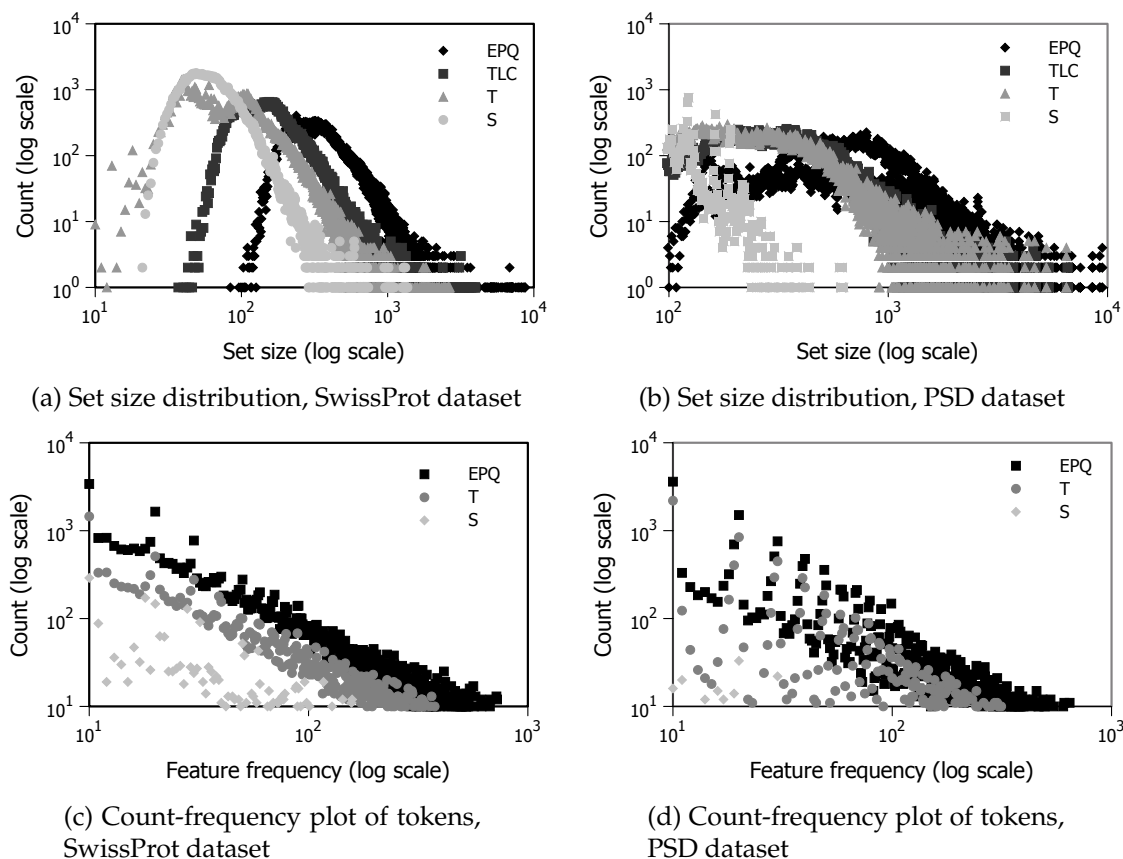 10^4
10^3
10^2
10^1
10^0
Count (log scale)
EPQ
TLC
T
S
10^1 10^2 10^3 10^4
Set size (log scale)
(a) Set size distribution, SwissProt dataset
10^4
10^3
10^2
10^1
10^0
Count (log scale)
EPQ
TLC
T
S
10^2 10^3 10^4
Set size (log scale)
(b) Set size distribution, PSD dataset
10^4
10^3
10^2
10^1
Count (log scale)
EPQ
T
S
10^1 10^2 10^3
Feature frequency (log scale)
(c) Count-frequency plot of tokens,
SwissProt dataset
10^4
10^3
10^2
10^1
Count (log scale)
EPQ
T
S
10^1 10^2 10^3
Feature frequency (log scale)
(d) Count-frequency plot of tokens,
PSD dataset